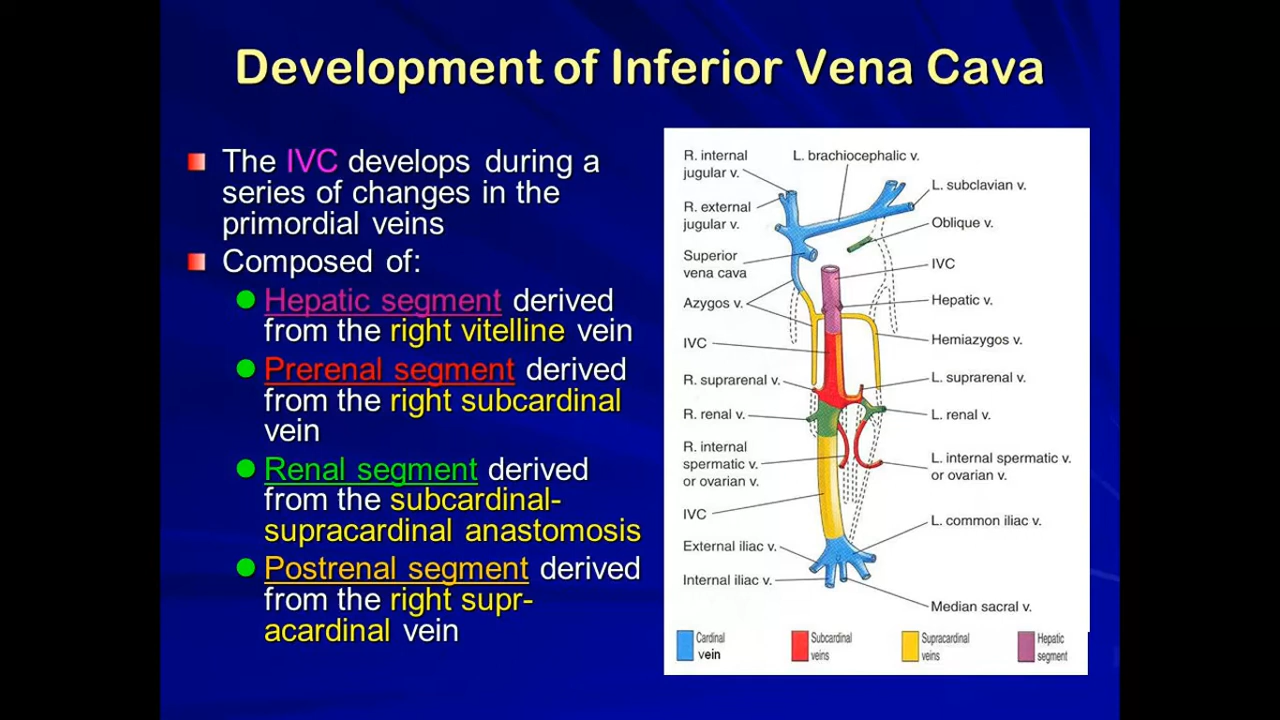 Development of Inferior Vena Cava
The IVC develops during a
series of changes in the
primordial veins
Composed of:
Hepatic segment derived
from the right vitelline vein
Prerenal segment derived
from the right subcardinal
vein
Renal segment derived
from the subcardinal-
supracardinal anastomosis
Postrenal segment derived
from the right supr-
acardinal vein
R. internal
jugular v.
R. external
jugular v.
Superior
vena cava
Azygos v.
IVC
R. suprarenal v.
R. renal v.
R. internal
spermatic v.
or ovarian v.
IVC
External iliac v.
Internal iliac v.
L. brachiocephalic v.
L. subclavian v.
Oblique v.
IVC
Hepatic v.
Hemiazygos v.
L. suprarenal v.
L. renal v.
L. internal spermatic v.
or ovarian v.
L. common iliac v.
Median sacral v.
Cardinal
vein
Subcardinal
veins
Supracardinal
veins
Hepatic
segment